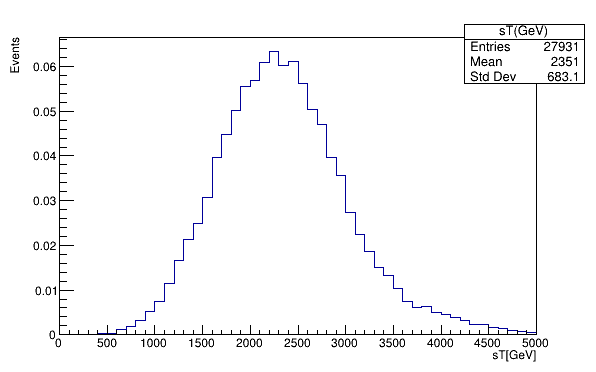 sT(GeV)
Entries 27931
Mean 2351
Std Dev 683.1
Events
0.06
0.05
0.04
0.03
0.02
0.01
0
0 500 1000 1500 2000 2500 3000 3500 4000 4500 5000
sT[GeV]